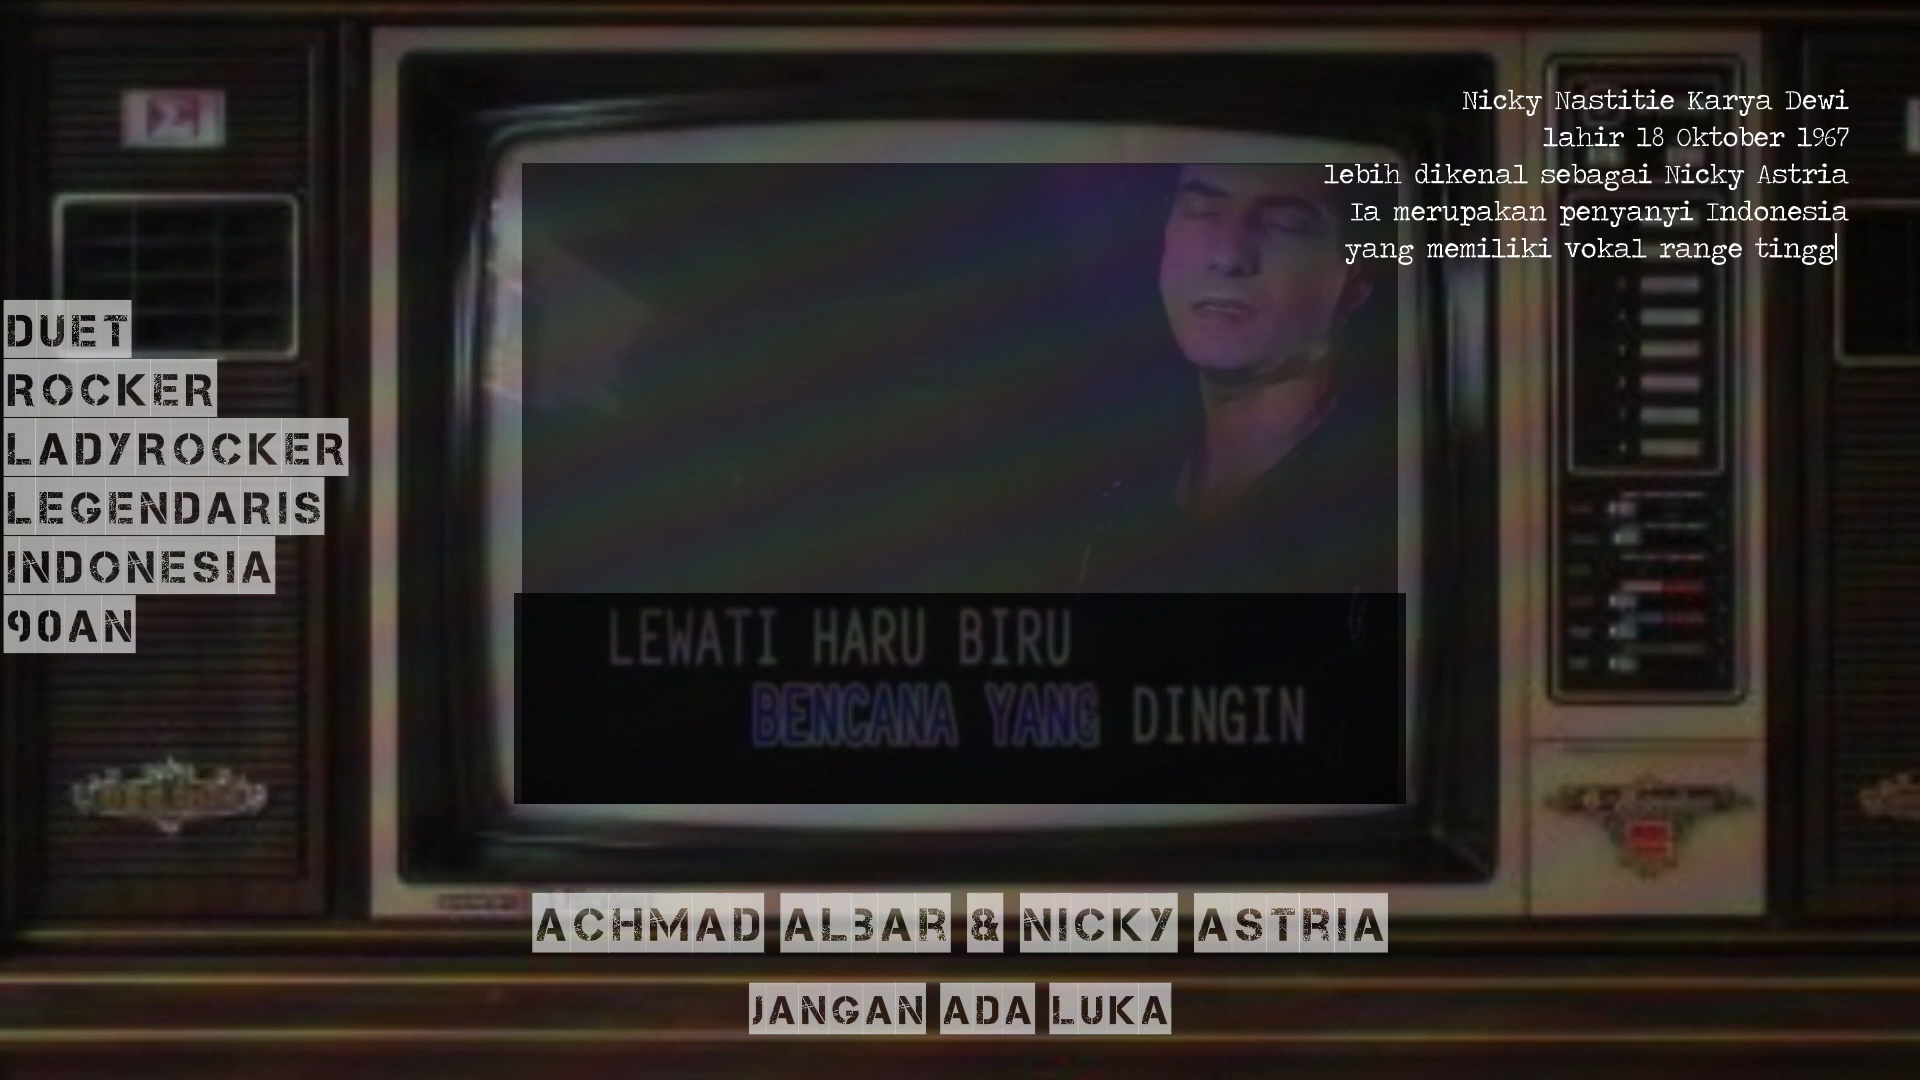 Nicky Nastitie Karya Dewi
lahir 18 Oktober 1967
lebih dikenal sebagai Nicky Astria
Ia merupakan penyanyi Indonesia
yang memiliki vokal range tingg
DUET
ROCKER
LADYROCKER
LEGENDARIS
INDONESIA
90AN
LEWATI HARU BIRU
BENCANA YANG DINGIN
ACHMAD ALBAR & NICKY ASTRIA
JANGAN ADA LUKA